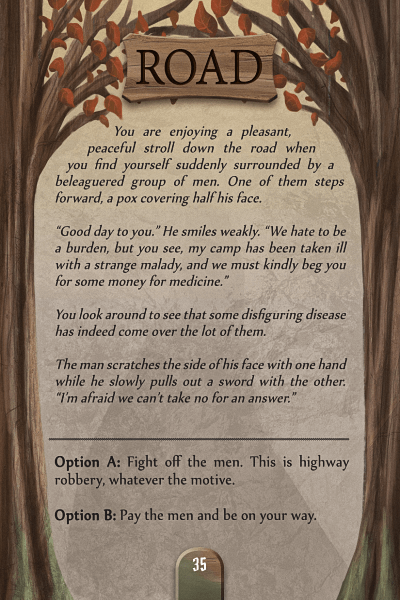 ROAD
You are enjoying a pleasant,
peaceful stroll down the road when
you find yourself suddenly surrounded by a
beleaguered group of men. One of them steps
forward, a pox covering half his face.
“Good day to you.” He smiles weakly. “We hate to be
a burden, but you see, my camp has been taken ill
with a strange malady, and we must kindly beg you
for some money for medicine.”
You look around to see that some disfiguring disease
has indeed come over the lot of them.
The man scratches the side of his face with one hand
while he slowly pulls out a sword with the other.
“I’m afraid we can’t take no for an answer.”
Option A: Fight off the men. This is highway
robbery, whatever the motive.
Option B: Pay the men and be on your way.
35